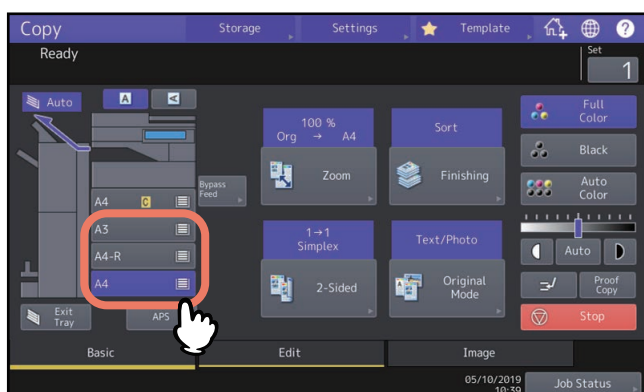 Copy
Storage
Settings
Template
?
Ready
Set
1
Auto
A
A
100 %
Org → A4
Zoom
Sort
Finishing
Full
Color
Black
Auto
Color
Bypass
Feed
A4 C
A3
A4-R
A4
1→1
Simplex
2-Sided
Text/Photo
Original
Mode
Auto
Proof
Copy
Stop
Exit
Tray
APS
Basic
Edit
Image
05/10/2019
10:39
Job Status